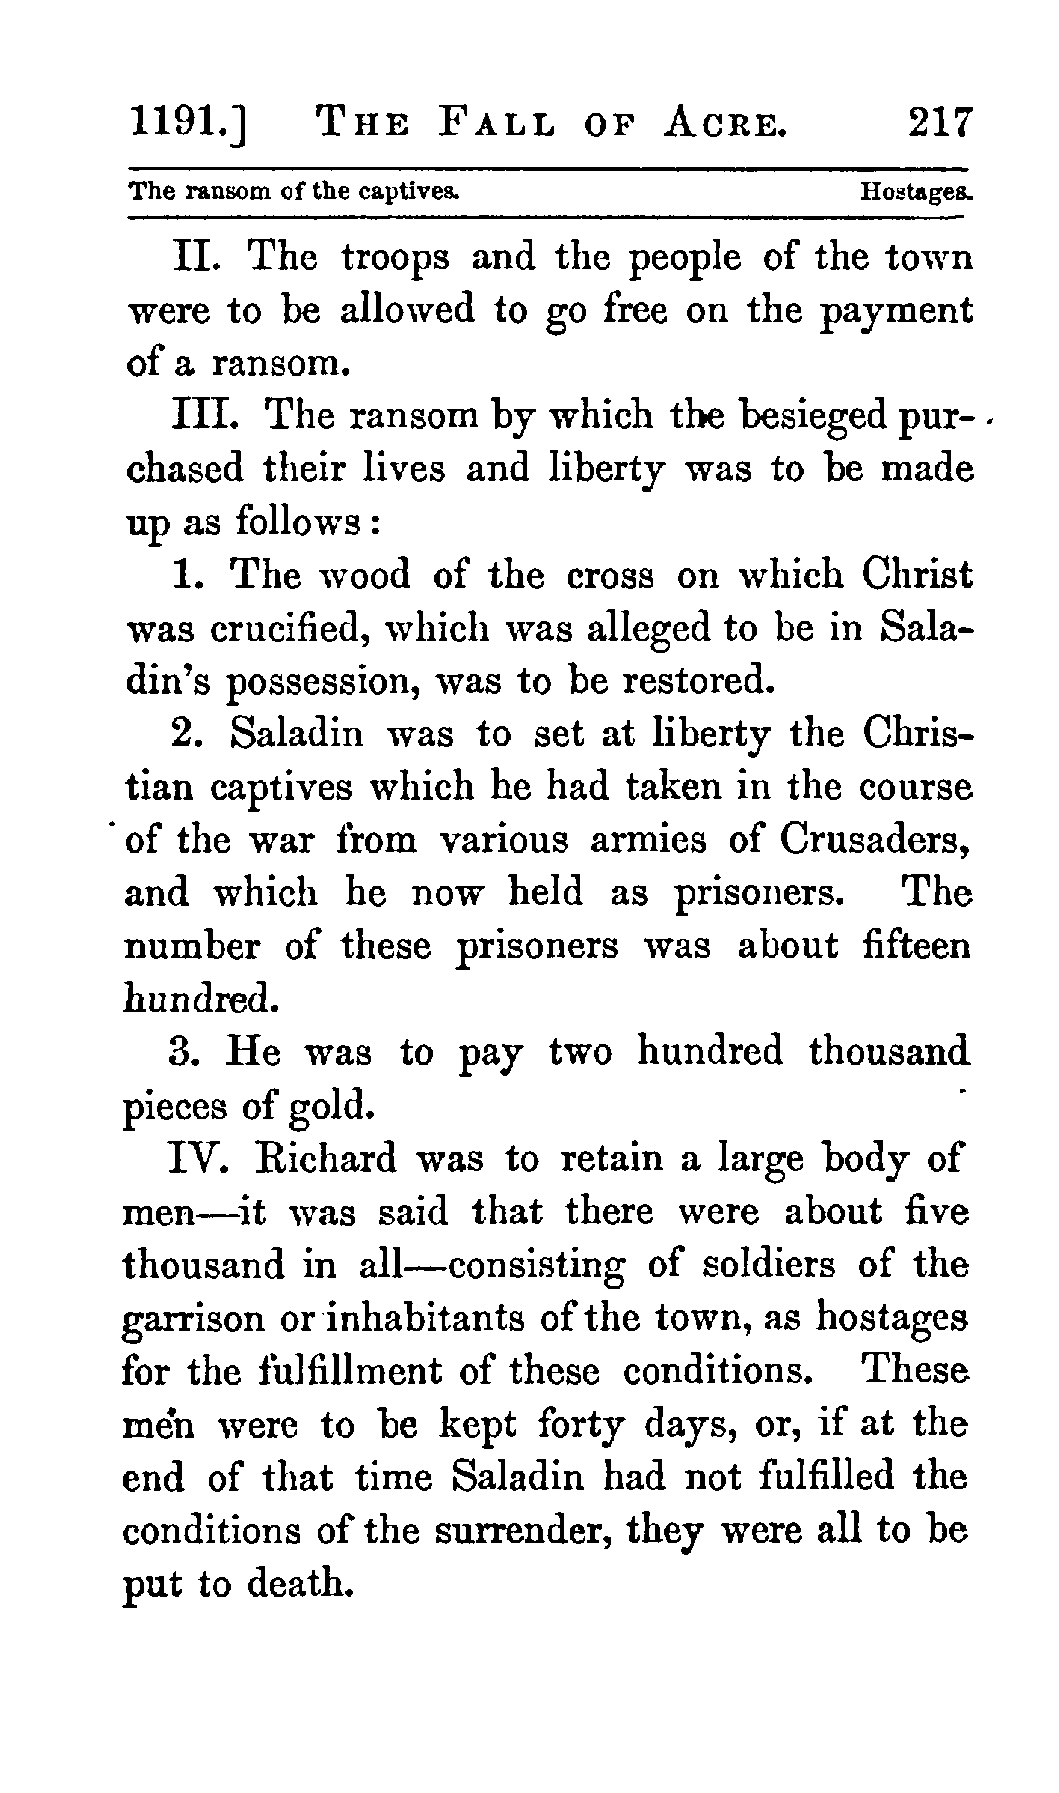 1191.] THE FALL OF ACRE. 217
The ransom of the captives. Hostages.
II. The troops and the people of the town
were to be allowed to go free on the payment
of a ransom.
III. The ransom by which the besieged pur-
chased their lives and liberty was to be made
up as follows:
1. The wood of the cross on which Christ
was crucified, which was alleged to be in Sala-
din's possession, was to be restored.
2. Saladin was to set at liberty the Chris-
tian captives which he had taken in the course
of the war from various armies of Crusaders,
and which he now held as prisoners. The
number of these prisoners was about fifteen
hundred.
3. He was to pay two hundred thousand
pieces of gold.
IV. Richard was to retain a large body of
men—it was said that there were about five
thousand in all—consisting of soldiers of the
garrison or inhabitants of the town, as hostages
for the fulfillment of these conditions. These
men were to be kept forty days, or, if at the
end of that time Saladin had not fulfilled the
conditions of the surrender, they were all to be
put to death.